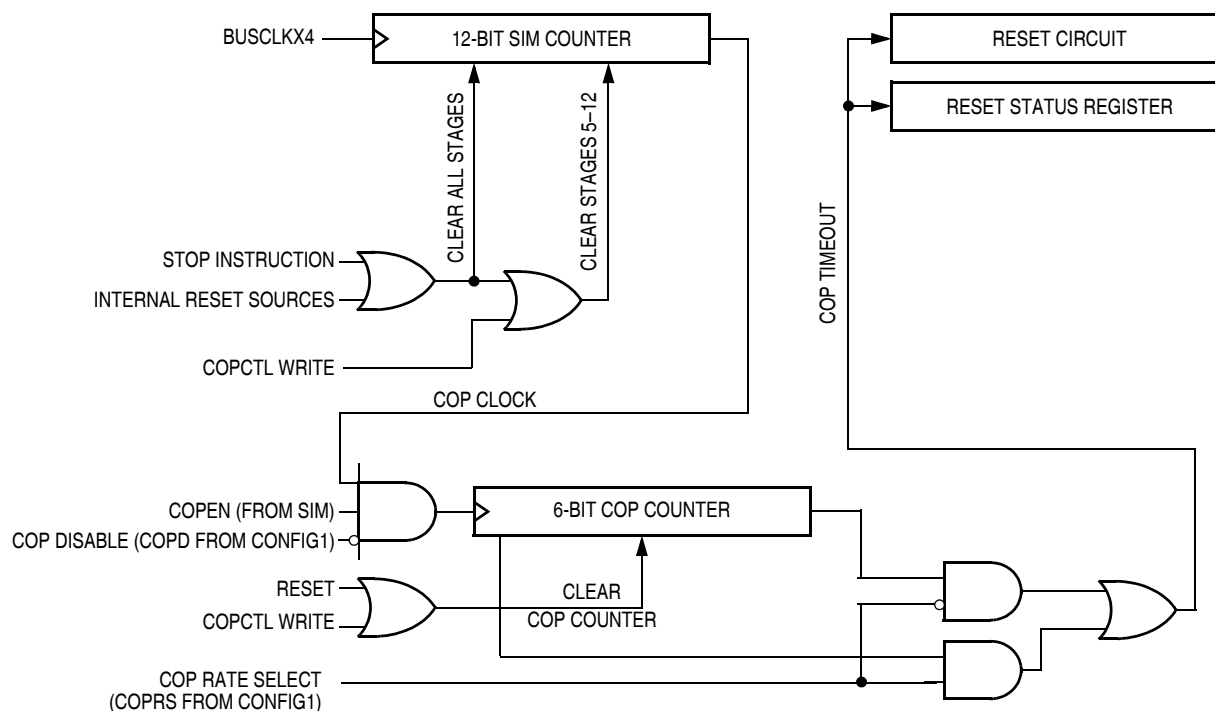 BUSCLKX4
12-BIT SIM COUNTER
RESET CIRCUIT
RESET STATUS REGISTER
CLEAR ALL STAGES
CLEAR STAGES 5–12
COP TIMEOUT
STOP INSTRUCTION
INTERNAL RESET SOURCES
COPCTL WRITE
COP CLOCK
COPEN (FROM SIM)
COP DISABLE (COPD FROM CONFIG1)
6-BIT COP COUNTER
RESET
COPCTL WRITE
CLEAR
COP COUNTER
COP RATE SELECT
(COPRS FROM CONFIG1)